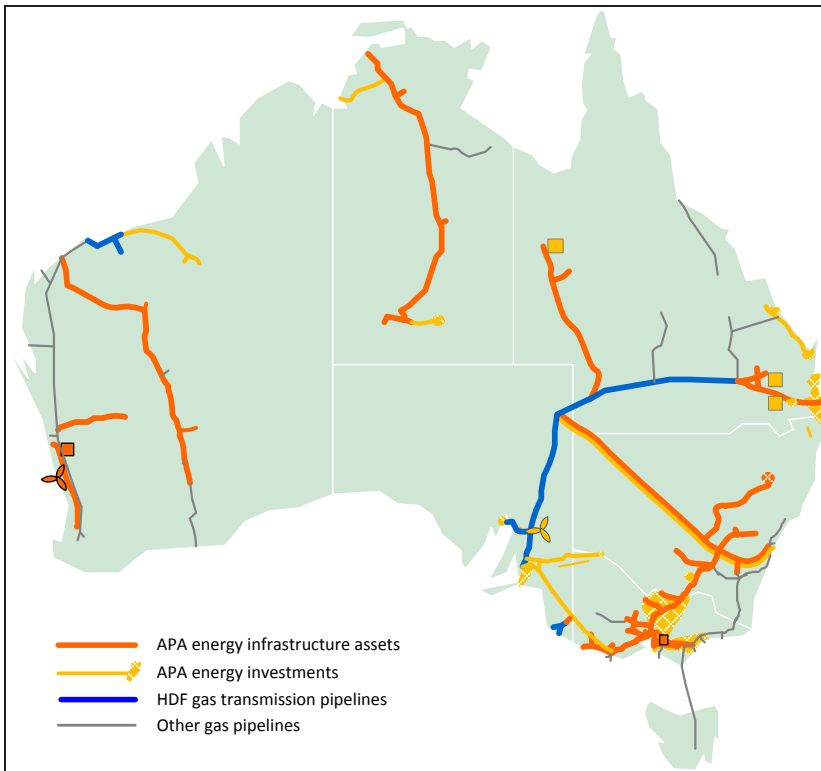 APA energy infrastructure assets
APA energy investments
HDF gas transmission pipelines
Other gas pipelines